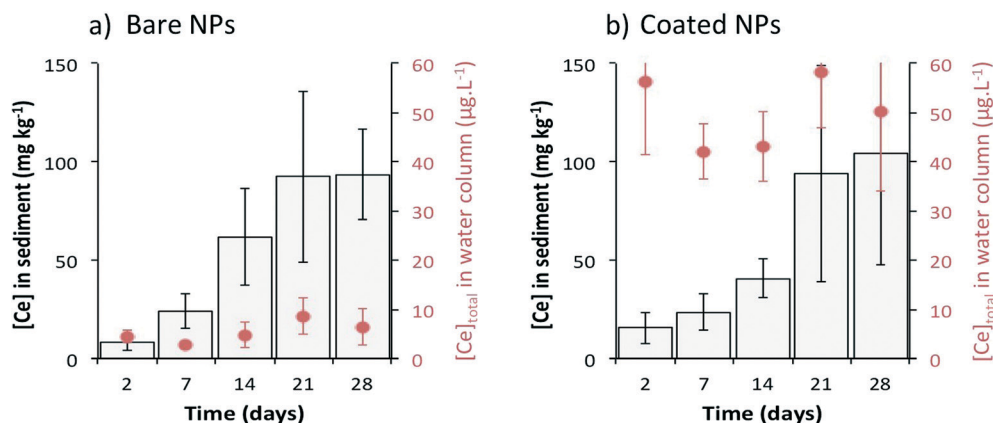 a) Bare NPs
150
100
50
0
[Ce] in sediment (mg kg⁻¹)
60
50
40
30
20
10
0
[Ce]total in water column (µg.L⁻¹)
2 7 14 21 28
Time (days)
b) Coated NPs
150
100
50
0
[Ce] in sediment (mg kg⁻¹)
60
50
40
30
20
10
0
[Ce]total in water column (µg.L⁻¹)
2 7 14 21 28
Time (days)